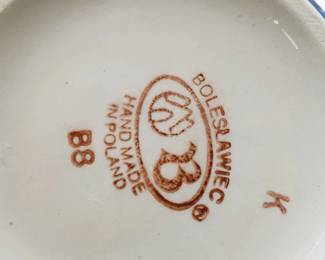 BOLESŁAWIEC ®
B
HAND MADE
IN POLAND
B8
K